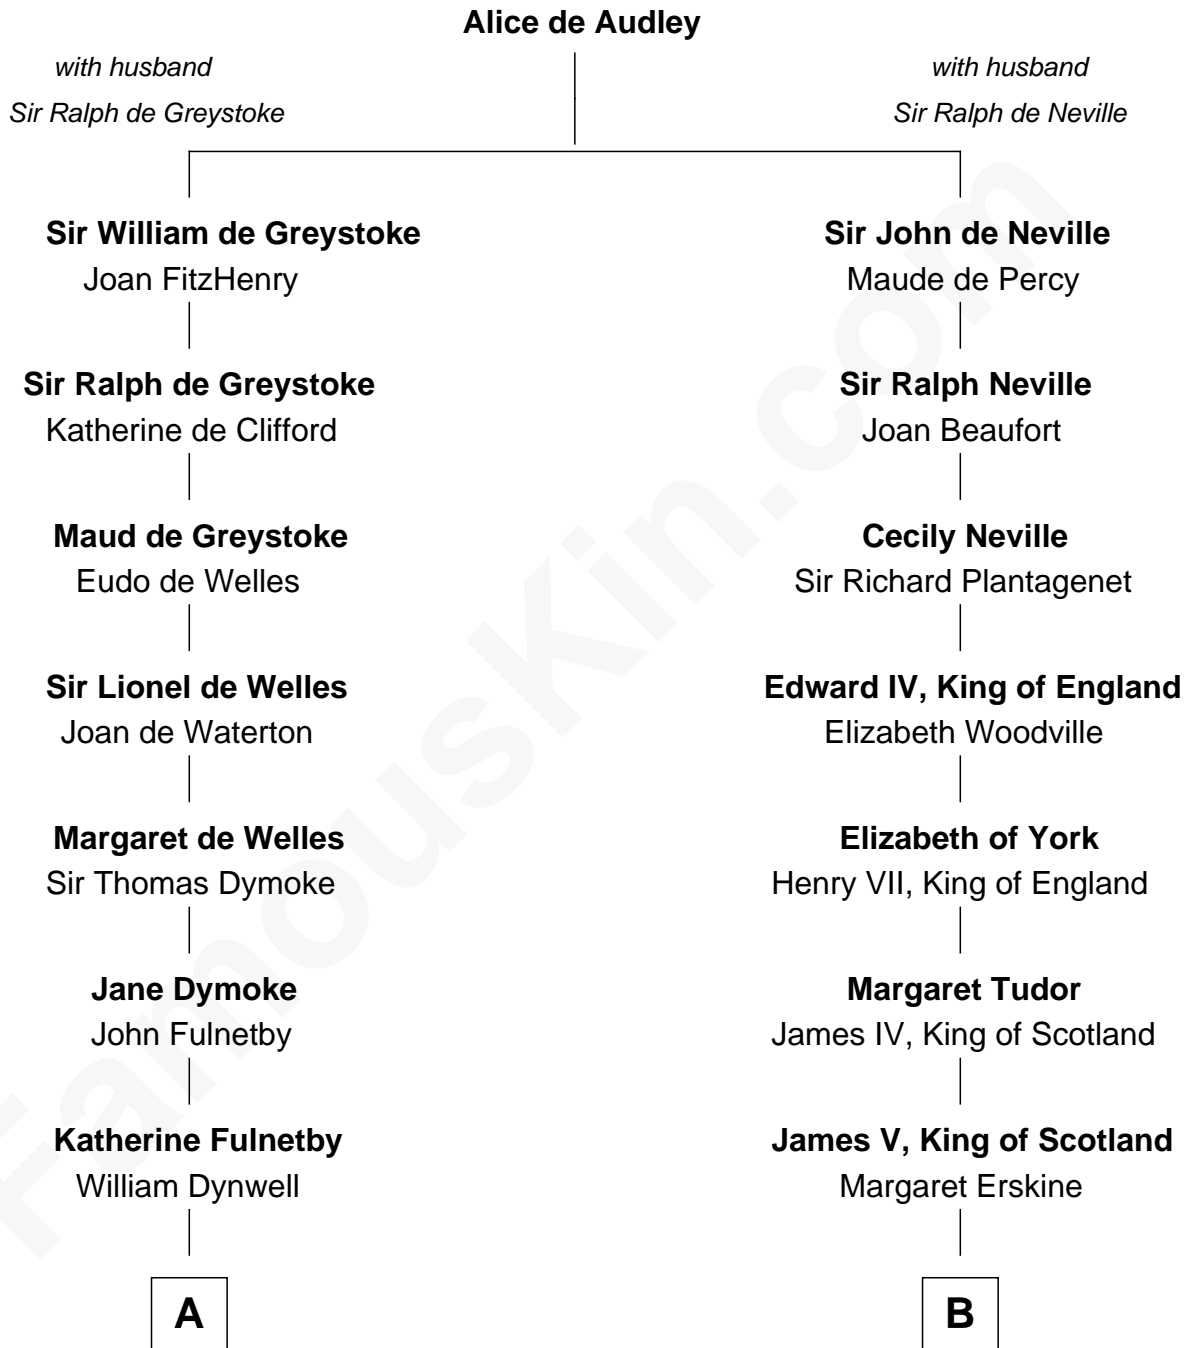 Alice de Audley
with husband
Sir Ralph de Greystoke
with husband
Sir Ralph de Neville
Sir William de Greystoke
Joan FitzHenry
Sir Ralph de Greystoke
Katherine de Clifford
Maud de Greystoke
Eudo de Welles
Sir Lionel de Welles
Joan de Waterton
Margaret de Welles
Sir Thomas Dymoke
Jane Dymoke
John Fulnetby
Katherine Fulnetby
William Dynwell
A
Sir John de Neville
Maude de Percy
Sir Ralph Neville
Joan Beaufort
Cecily Neville
Sir Richard Plantagenet
Edward IV, King of England
Elizabeth Woodville
Elizabeth of York
Henry VII, King of England
Margaret Tudor
James IV, King of Scotland
James V, King of Scotland
Margaret Erskine
B
FamousKin.com